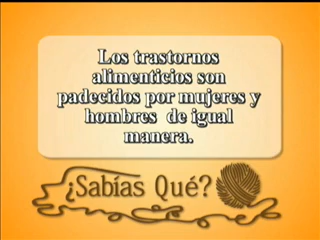 Los trastornos
alimenticios son
padecidos por mujeres y
hombres de igual
manera.
¿Sabías Qué?